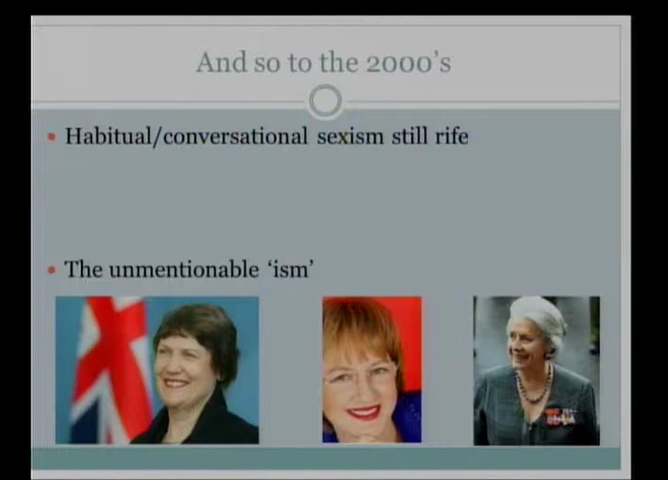 And so to the 2000's
Habitual/conversational sexism still rife
The unmentionable 'ism'